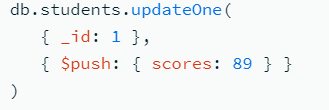 db.students.updateOne(
{ _id: 1 },
{ $push: { scores: 89 } }
)